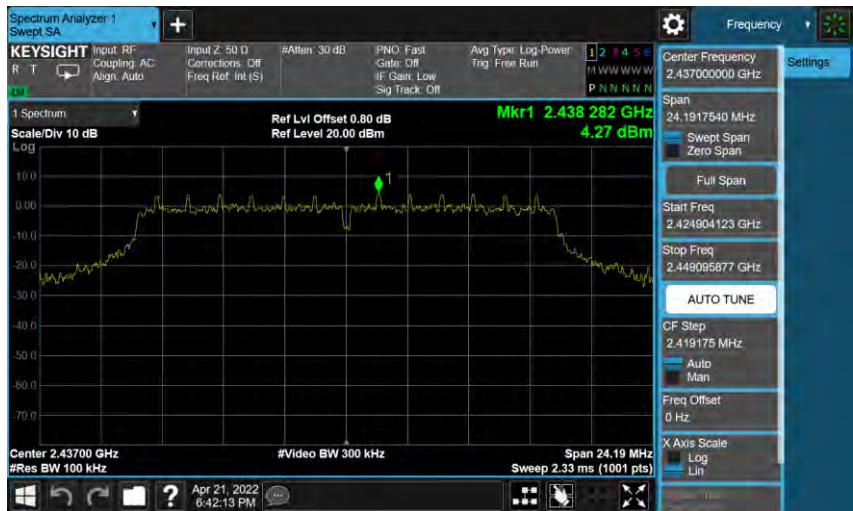 Spectrum Analyzer 1
Swept SA
+
Frequency
KEYSIGHT
R T
Input: RF
Coupling: AC
Align: Auto
Input Z: 50 Ω
Corrections: Off
Freq Ref: Int (S)
#Atten: 30 dB
PNO: Fast
Gate: Off
IF Gain: Low
Sig Track: Off
Avg Type: Log-Power
Trig: Free Run
1 2 3 4 5 6
M W W W W W
P N N N N N
1 Spectrum
Scale/Div 10 dB
Log
Ref Lvl Offset 0.80 dB
Ref Level 20.00 dBm
Mkr1 2.438 282 GHz
4.27 dBm
1
10.0
0.00
-10.0
-20.0
-30.0
-40.0
-50.0
-60.0
-70.0
Center 2.43700 GHz
#Res BW 100 kHz
#Video BW 300 kHz
Span 24.19 MHz
Sweep 2.33 ms (1001 pts)
Center Frequency
2.437000000 GHz
Settings
Span
24.1917540 MHz
Swept Span
Zero Span
Full Span
Start Freq
2.424904123 GHz
Stop Freq
2.449095877 GHz
AUTO TUNE
CF Step
2.419175 MHz
Auto
Man
Freq Offset
0 Hz
X Axis Scale
Log
Lin
?
Apr 21, 2022
6:42:13 PM